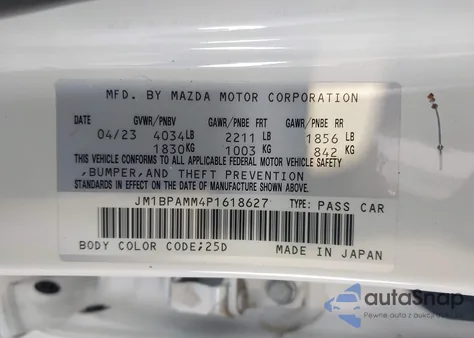 MFD. BY MAZDA MOTOR CORPORATION
DATE GVWR/PNBV GAWR/PNBE FRT GAWR/PNBE RR
04/23 4034LB 2211 LB 1856 LB
1830KG 1003 KG 842 KG
THIS VEHICLE CONFORMS TO ALL APPLICABLE FEDERAL MOTOR VEHICLE SAFETY
,BUMPER,AND THEFT PREVENTION
STANDARDS IN EFFECT ON THE DATE OF MANUFACTURE SHOWN ABOVE.
JM1BPAMM4P1618627 TYPE: PASS CAR
BODY COLOR CODE;25D MADE IN JAPAN
autoSnap
Pewne auta z aukcji